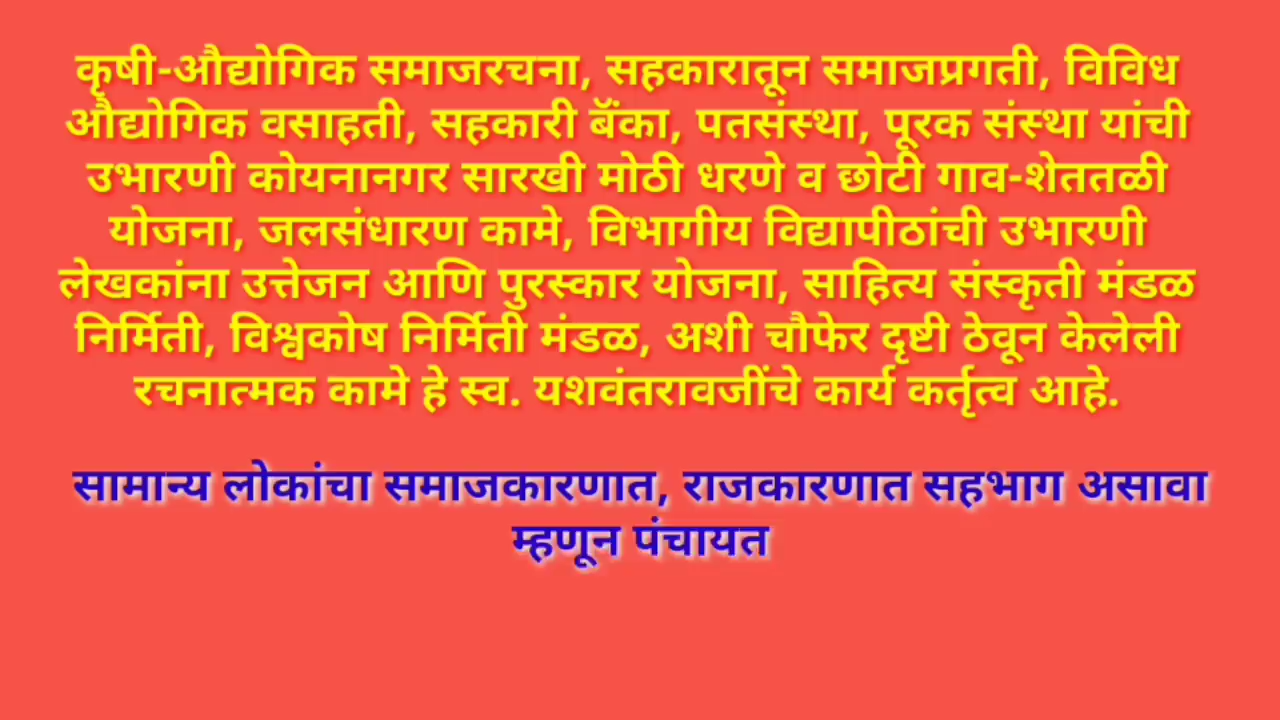 कृषी-औद्योगिक समाजरचना, सहकारातून समाजप्रगती, विविध
औद्योगिक वसाहती, सहकारी बॅंका, पतसंस्था, पूरक संस्था यांची
उभारणी कोयनानगर सारखी मोठी धरणे व छोटी गाव-शेततळी
योजना, जलसंधारण कामे, विभागीय विद्यापीठांची उभारणी
लेखकांना उत्तेजन आणि पुरस्कार योजना, साहित्य संस्कृती मंडळ
निर्मिती, विश्वकोष निर्मिती मंडळ, अशी चौफेर दृष्टी ठेवून केलेली
रचनात्मक कामे हे स्व. यशवंतरावजींचे कार्य कर्तृत्व आहे.
सामान्य लोकांचा समाजकारणात, राजकारणात सहभाग असावा
म्हणून पंचायत